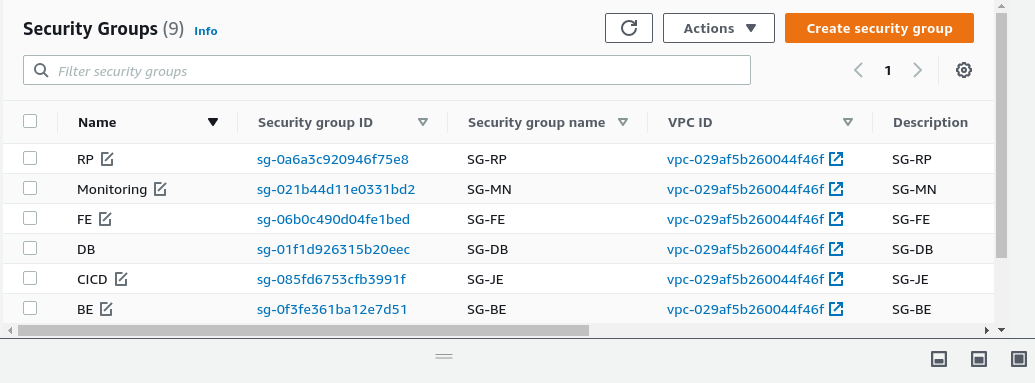 Security Groups (9) Info
Actions
Create security group
Filter security groups
1
Name Security group ID Security group name VPC ID Description
RP sg-0a6a3c920946f75e8 SG-RP vpc-029af5b260044f46f SG-RP
Monitoring sg-021b44d11e0331bd2 SG-MN vpc-029af5b260044f46f SG-MN
FE sg-06b0c490d04fe1bed SG-FE vpc-029af5b260044f46f SG-FE
DB sg-01f1d926315b20eec SG-DB vpc-029af5b260044f46f SG-DB
CICD sg-085fd6753cfb3991f SG-JE vpc-029af5b260044f46f SG-JE
BE sg-0f3fe361ba12e7d51 SG-BE vpc-029af5b260044f46f SG-BE